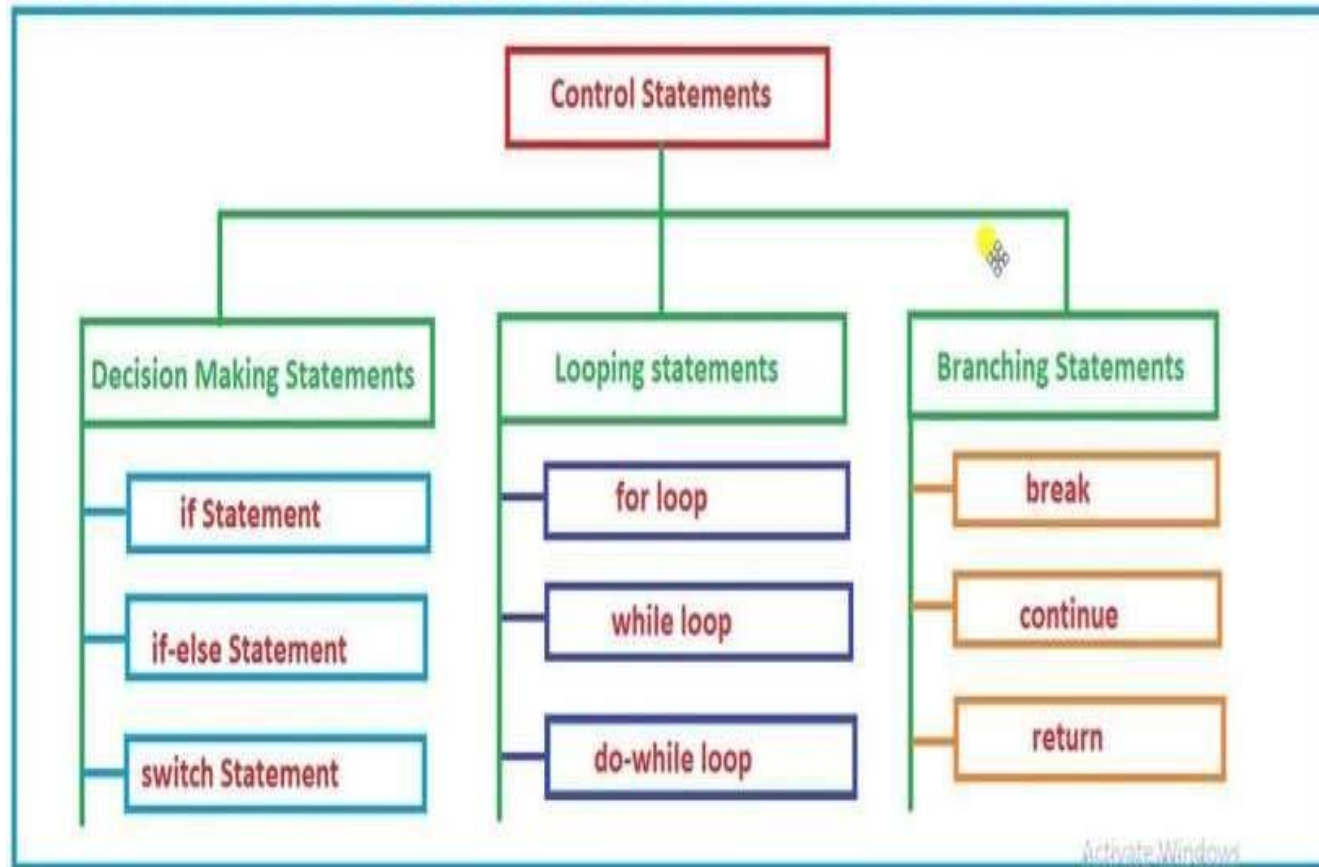 Control Statements
Decision Making Statements
if Statement
if-else Statement
switch Statement
Looping statements
for loop
while loop
do-while loop
Branching Statements
break
continue
return
Activate Windows